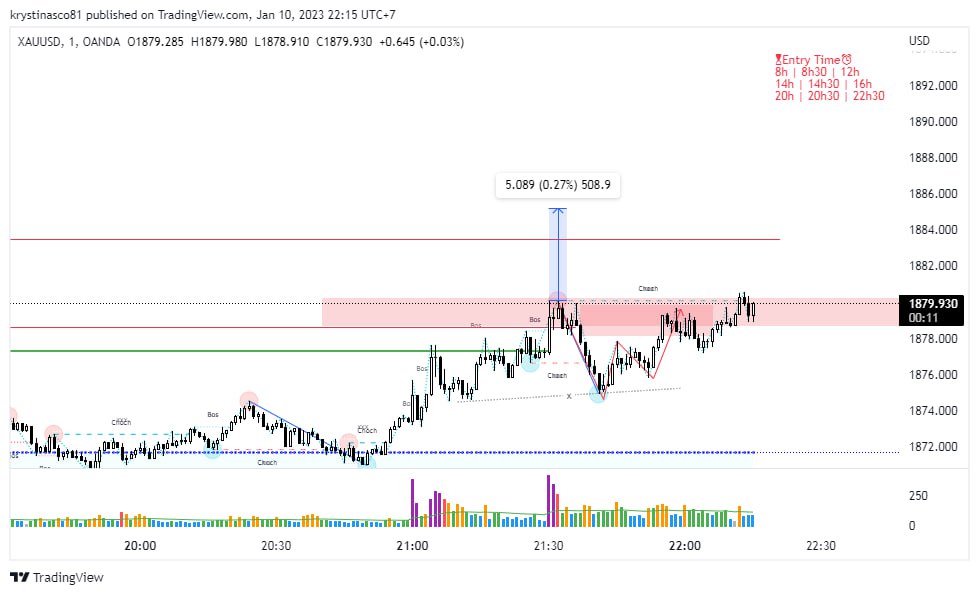 krystinasco81 published on TradingView.com, Jan 10, 2023 22:15 UTC+7
XAUUSD, 1, OANDA O1879.285 H1879.980 L1878.910 C1879.930 +0.645 (+0.03%)
USD
⌛Entry Time⏰
8h | 8h30 | 12h
14h | 14h30 | 16h
20h | 20h30 | 22h30
1892.000
1890.000
1888.000
1886.000
5.089 (0.27%) 508.9
1884.000
1882.000
Choch
1879.930
00:11
Bos
Bos
1878.000
Bos
Choch
1876.000
X
Bos
1874.000
Bos
Choch
Choch
1872.000
Choch
Bos
Bos
250
0
20:00
20:30
21:00
21:30
22:00
22:30
TradingView